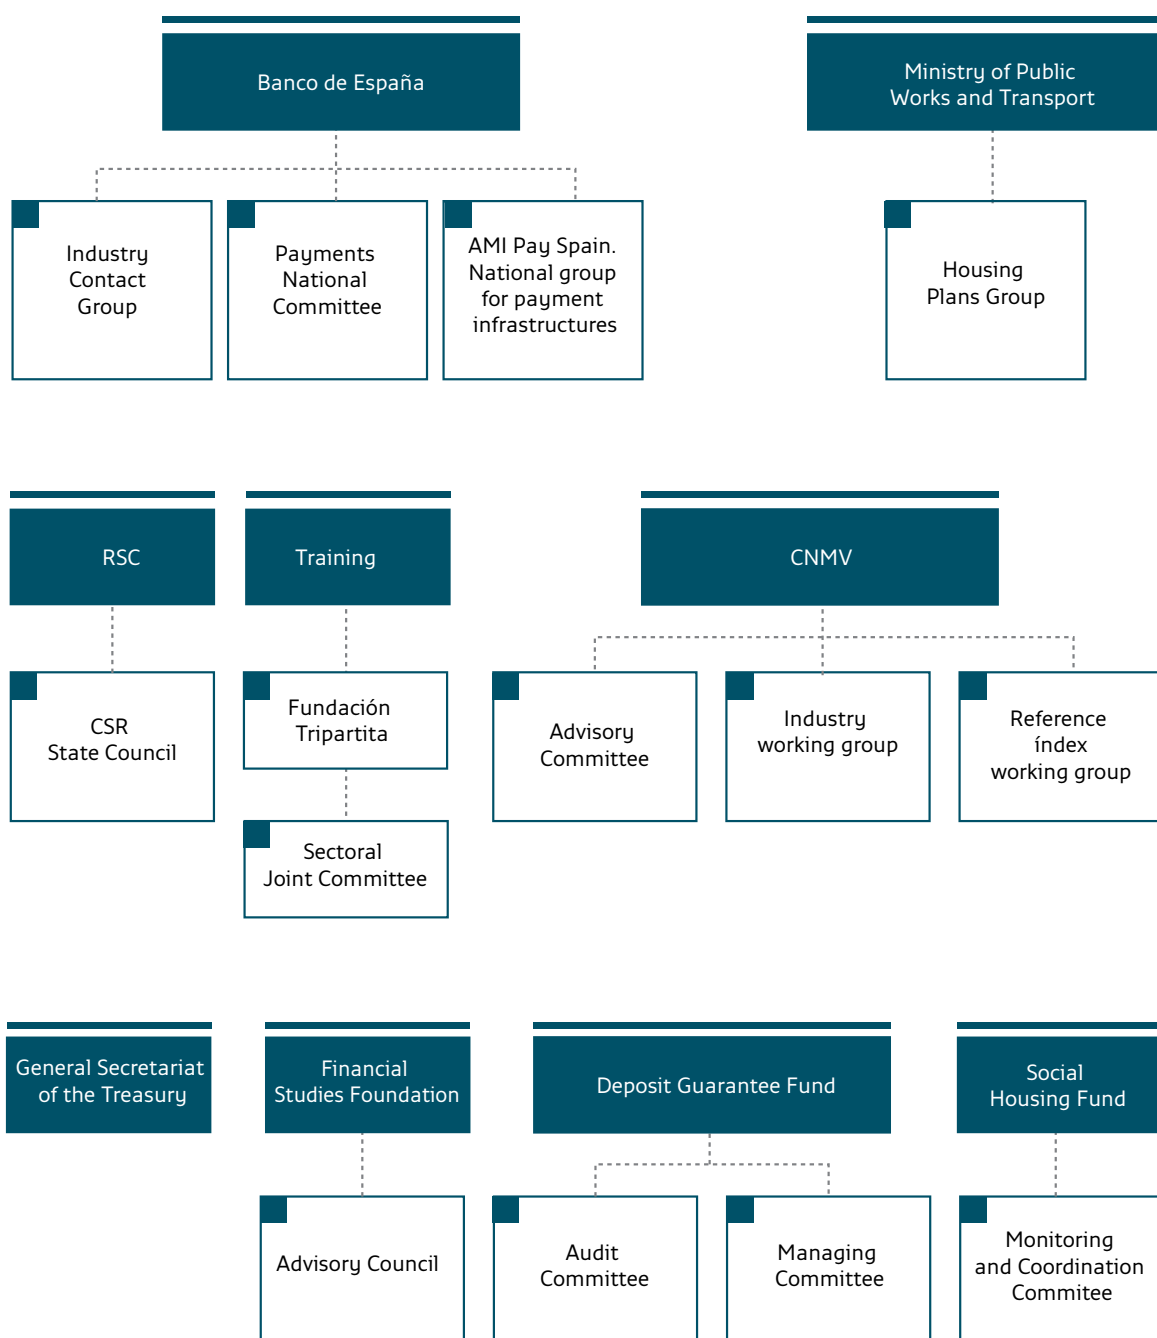 Banco de España
Ministry of Public
Works and Transport
Industry
Contact
Group
Payments
National
Committee
AMI Pay Spain.
National group
for payment
infrastructures
Housing
Plans Group
RSC
Training
CNMV
CSR
State Council
Fundación
Tripartita
Sectoral
Joint Committee
Advisory
Committee
Industry
working group
Reference
índex
working group
General Secretariat
of the Treasury
Financial
Studies Foundation
Deposit Guarantee Fund
Social
Housing Fund
Advisory Council
Audit
Committee
Managing
Committee
Monitoring
and Coordination
Commitee